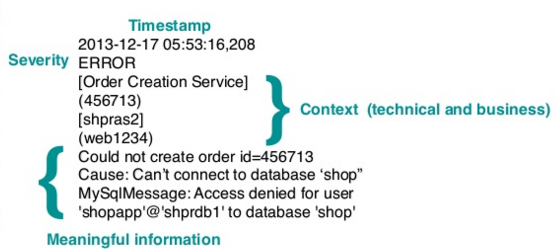 Timestamp
2013-12-17 05:53:16,208
Severity
ERROR
[Order Creation Service]
(456713)
[shpras2]
(web1234)
Context (technical and business)
Could not create order id=456713
Cause: Can't connect to database ‘shop”
MySqlMessage: Access denied for user
'shopapp'@'shprdb1' to database 'shop'
Meaningful information